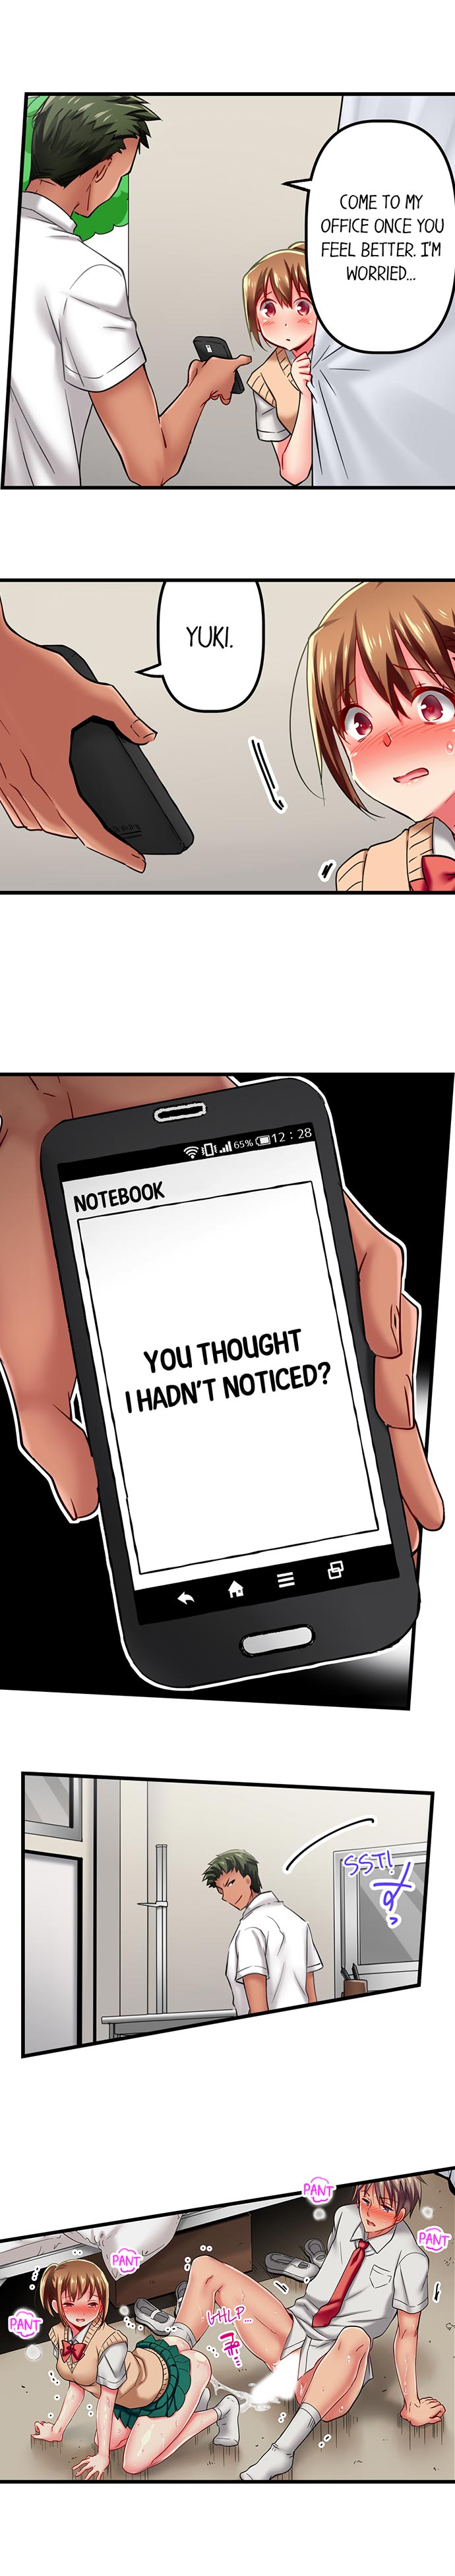 COME TO MY
OFFICE ONCE YOU
FEEL BETTER. I'M
WORRIED...
YUKI.
65% 12:28
NOTEBOOK
YOU THOUGHT
I HADN'T NOTICED?
SST!
PANT
PANT
PANT
PANT
WHLP...